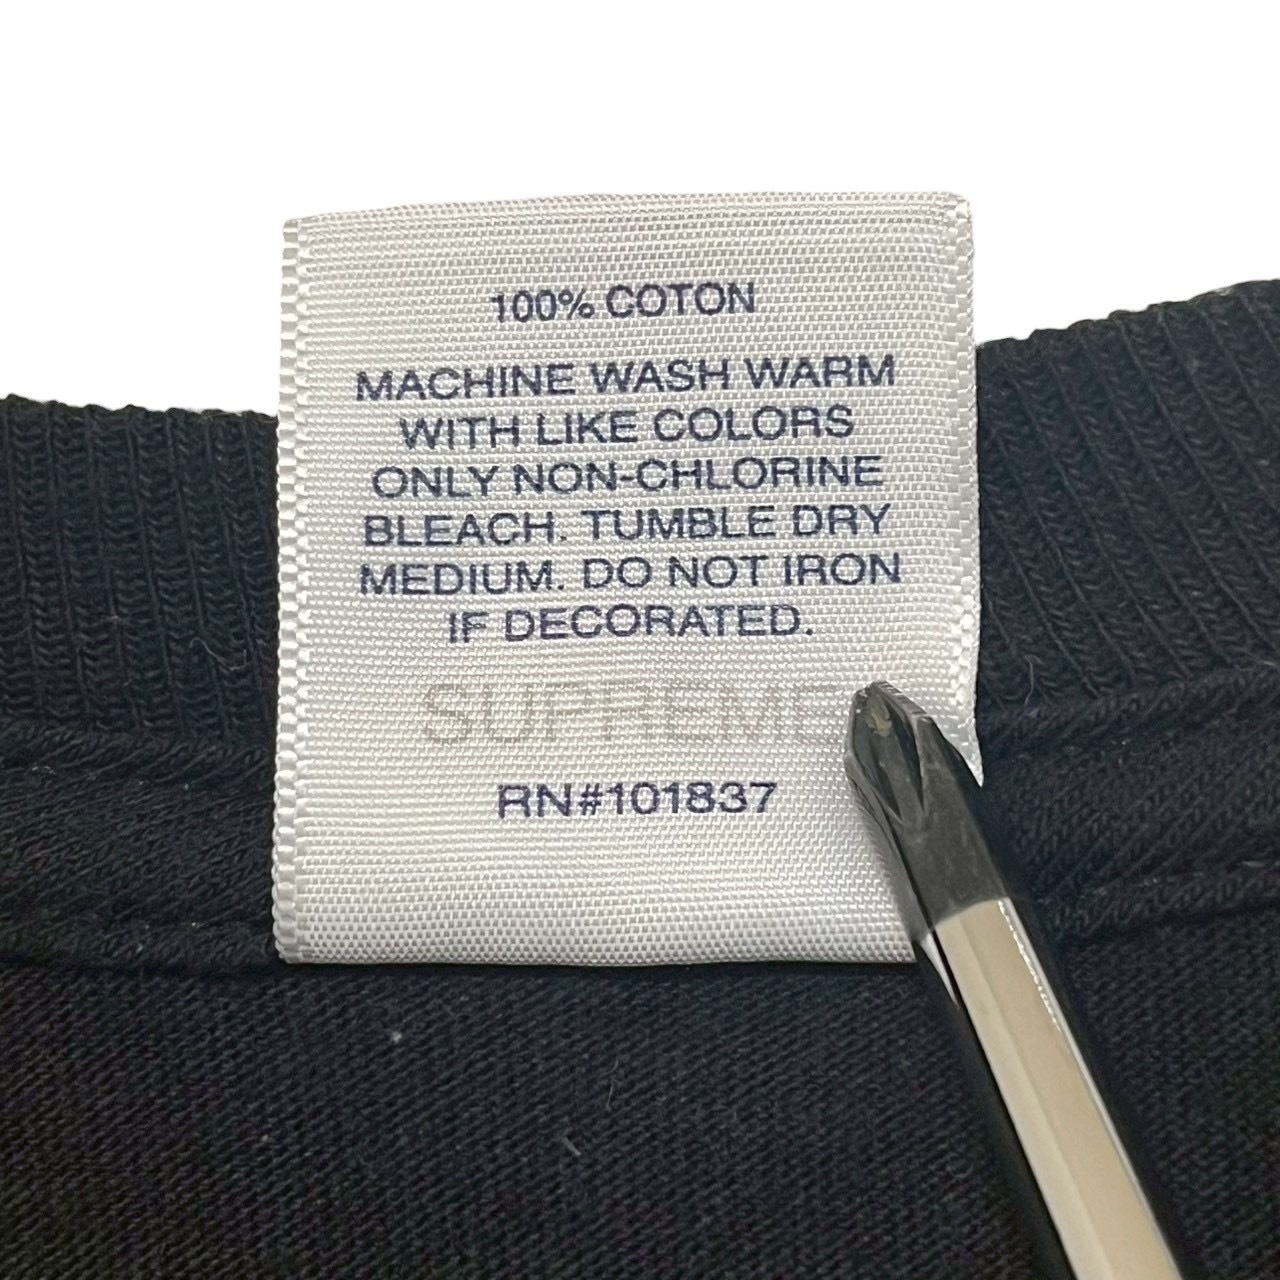 100% COTON
MACHINE WASH WARM
WITH LIKE COLORS
ONLY NON-CHLORINE
BLEACH. TUMBLE DRY
MEDIUM. DO NOT IRON
IF DECORATED.
SUPREME
RN#101837